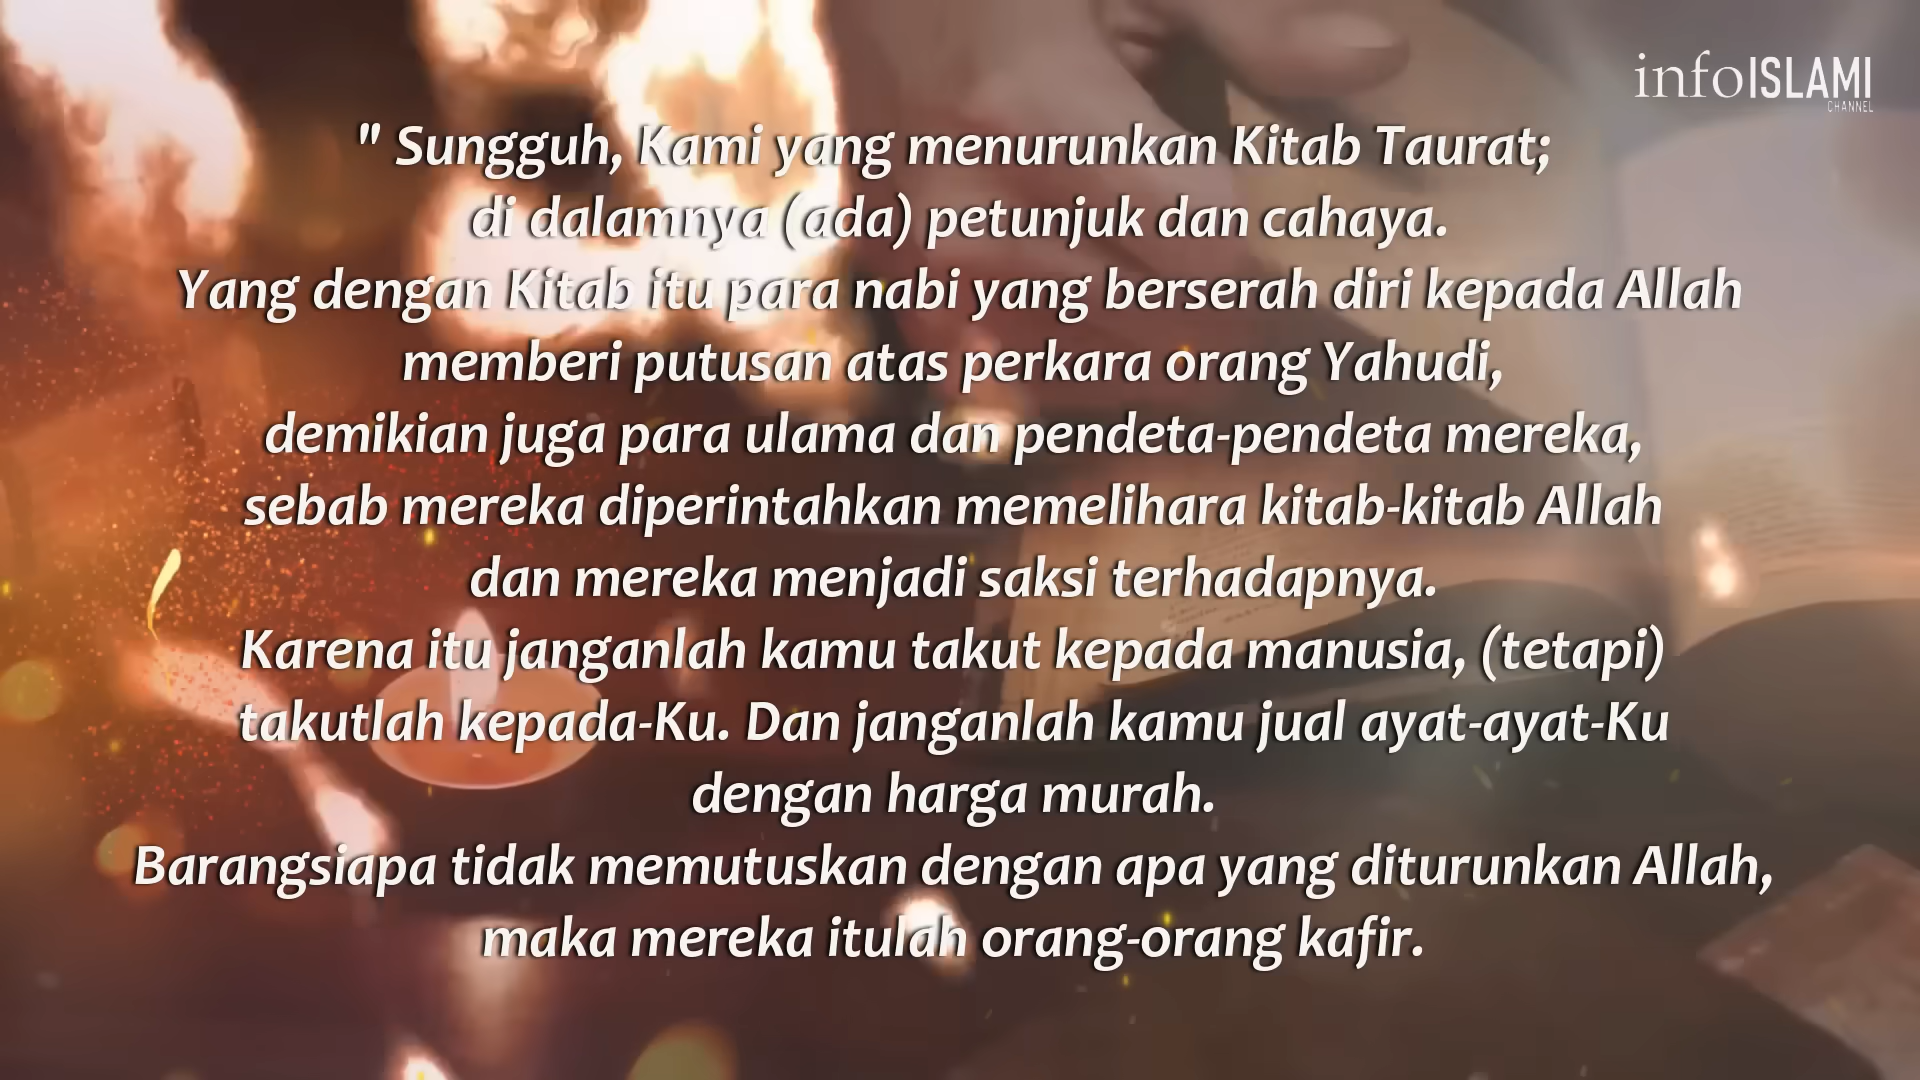 infoISLAMI
CHANNEL
" Sungguh, Kami yang menurunkan Kitab Taurat;
di dalamnya (ada) petunjuk dan cahaya.
Yang dengan Kitab itu para nabi yang berserah diri kepada Allah
memberi putusan atas perkara orang Yahudi,
demikian juga para ulama dan pendeta-pendeta mereka,
sebab mereka diperintahkan memelihara kitab-kitab Allah
dan mereka menjadi saksi terhadapnya.
Karena itu janganlah kamu takut kepada manusia, (tetapi)
takutlah kepada-Ku. Dan janganlah kamu jual ayat-ayat-Ku
dengan harga murah.
Barangsiapa tidak memutuskan dengan apa yang diturunkan Allah,
maka mereka itulah orang-orang kafir.